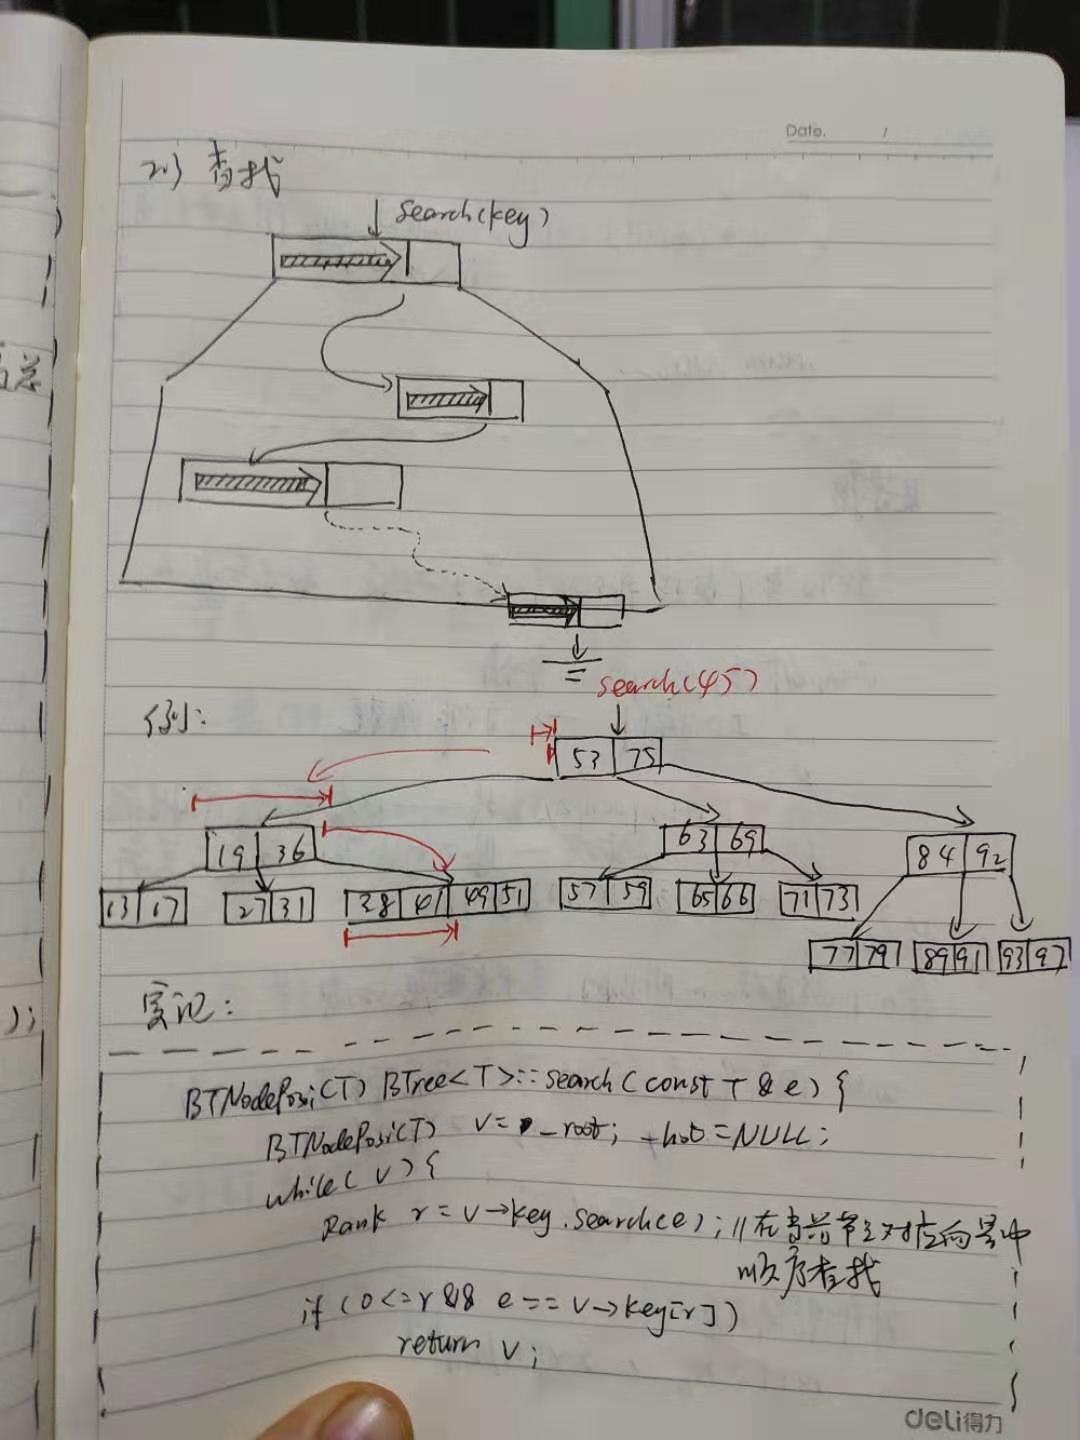 Date. /
2) 查找
search(key)
search(45)
例:
53 75
19 36
63 69
84 92
13 17
27 31
38 41 49 51
57 59
65 66
71 73
77 79
89 91
93 97
实现:
BTNodePosi(T) BTree<T>::search(const T & e) {
BTNodePosi(T) v = _root; _hot = NULL;
while(v) {
Rank r = v→key.search(e); //在当前节点对应向量中
顺序查找
if (0<=r && e == v→key[r])
return v;
);
deli得力